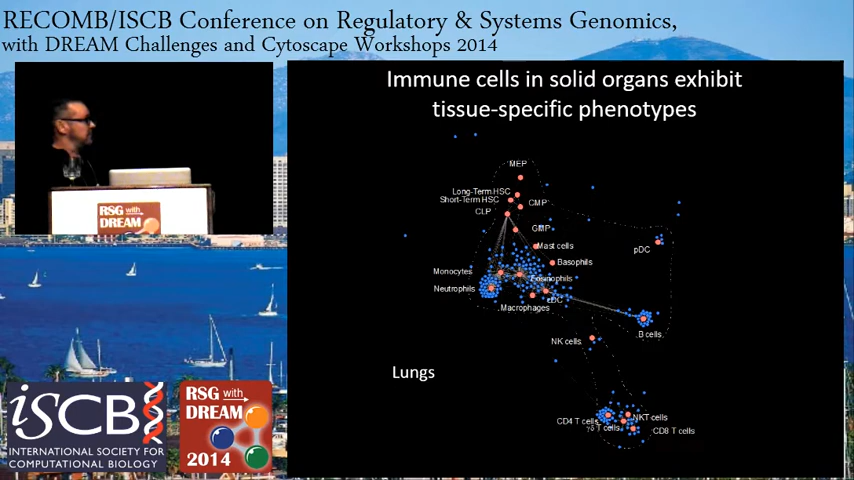 RECOMB/ISCB Conference on Regulatory & Systems Genomics,
with DREAM Challenges and Cytoscape Workshops 2014
Immune cells in solid organs exhibit
tissue-specific phenotypes
MEP
Long-Term HSC
Short-Term HSC
CMP
CLP
GMP
Mast cells
pDC
Basophils
Monocytes
Eosinophils
Neutrophils
cDC
Macrophages
B cells
NK cells
Lungs
CD4 T cells
NKT cells
γδ T cells
CD8 T cells
RSG with
DREAM
iSCB
INTERNATIONAL SOCIETY FOR
COMPUTATIONAL BIOLOGY
RSG with
DREAM
2014